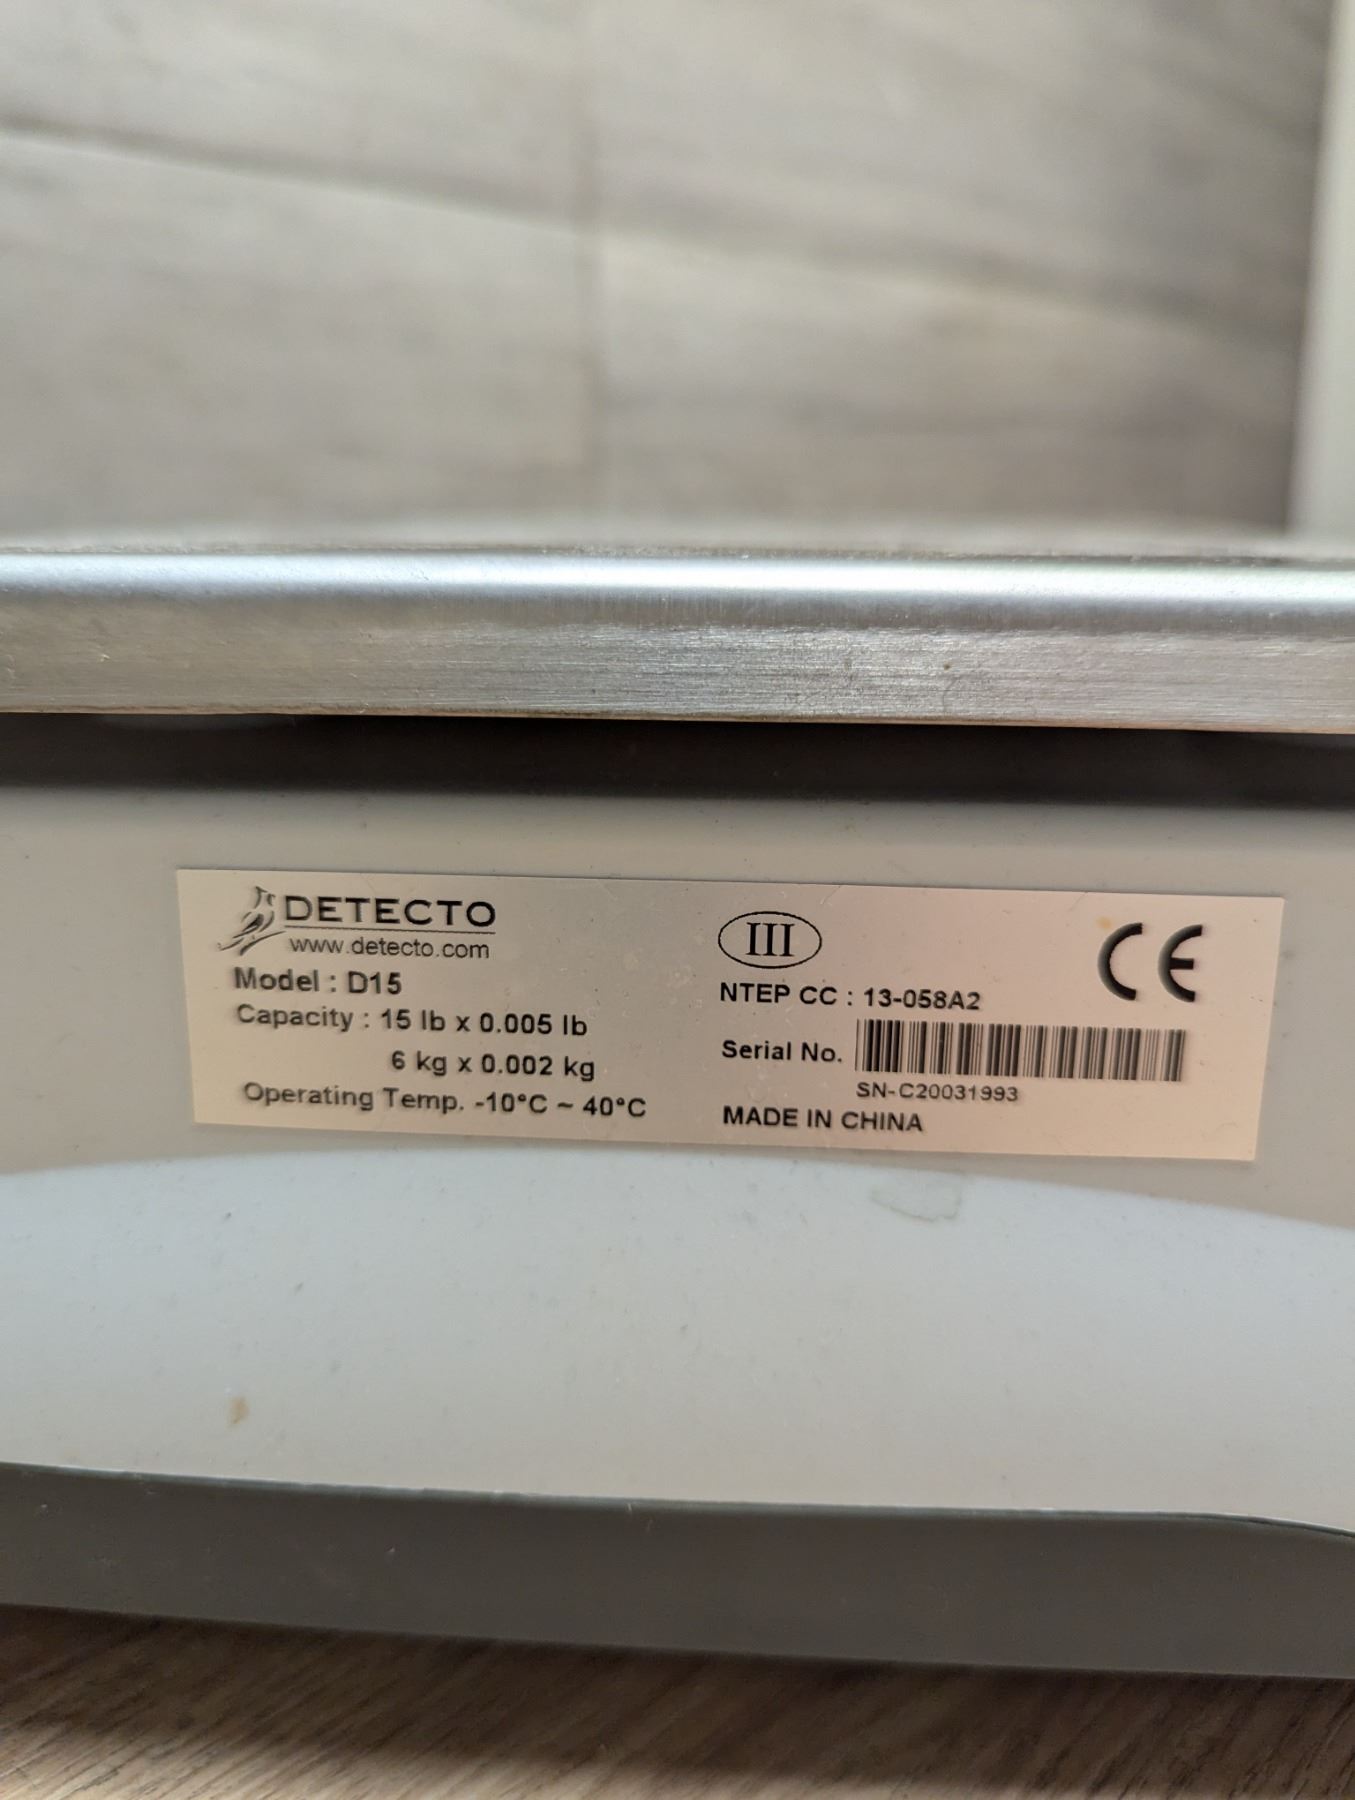 DETECTO
www.detecto.com
Model : D15
Capacity : 15 lb x 0.005 lb
6 kg x 0.002 kg
Operating Temp. -10°C ~ 40°C
III
NTEP CC : 13-058A2
Serial No.
SN-C20031993
MADE IN CHINA
CE